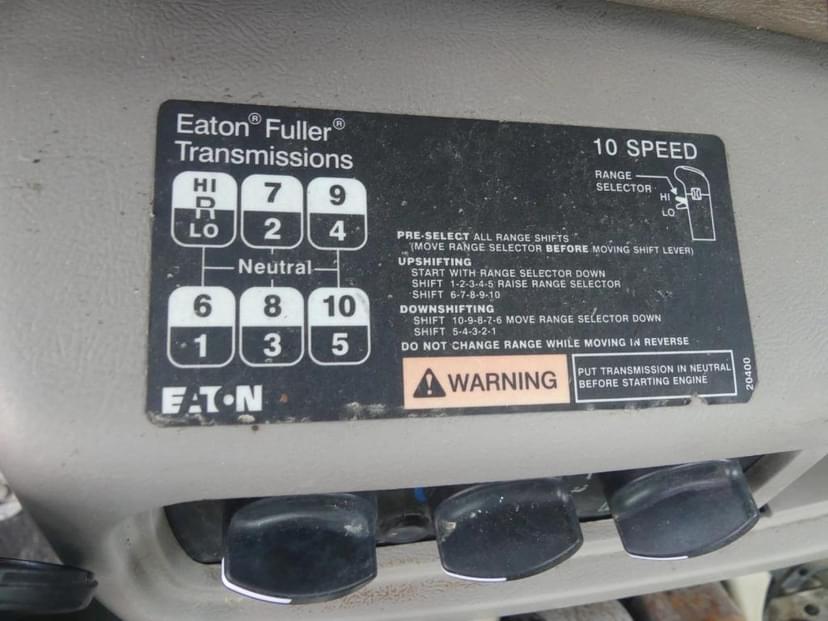 Eaton® Fuller®
Transmissions
10 SPEED
HI
R
LO
7
2
9
4
Neutral
6
1
8
3
10
5
RANGE
SELECTOR
HI
LO
PRE-SELECT ALL RANGE SHIFTS
(MOVE RANGE SELECTOR BEFORE MOVING SHIFT LEVER)
UPSHIFTING
START WITH RANGE SELECTOR DOWN
SHIFT 1-2-3-4-5 RAISE RANGE SELECTOR
SHIFT 6-7-8-9-10
DOWNSHIFTING
SHIFT 10-9-8-7-6 MOVE RANGE SELECTOR DOWN
SHIFT 5-4-3-2-1
DO NOT CHANGE RANGE WHILE MOVING IN REVERSE
WARNING
PUT TRANSMISSION IN NEUTRAL
BEFORE STARTING ENGINE
20400
EATON